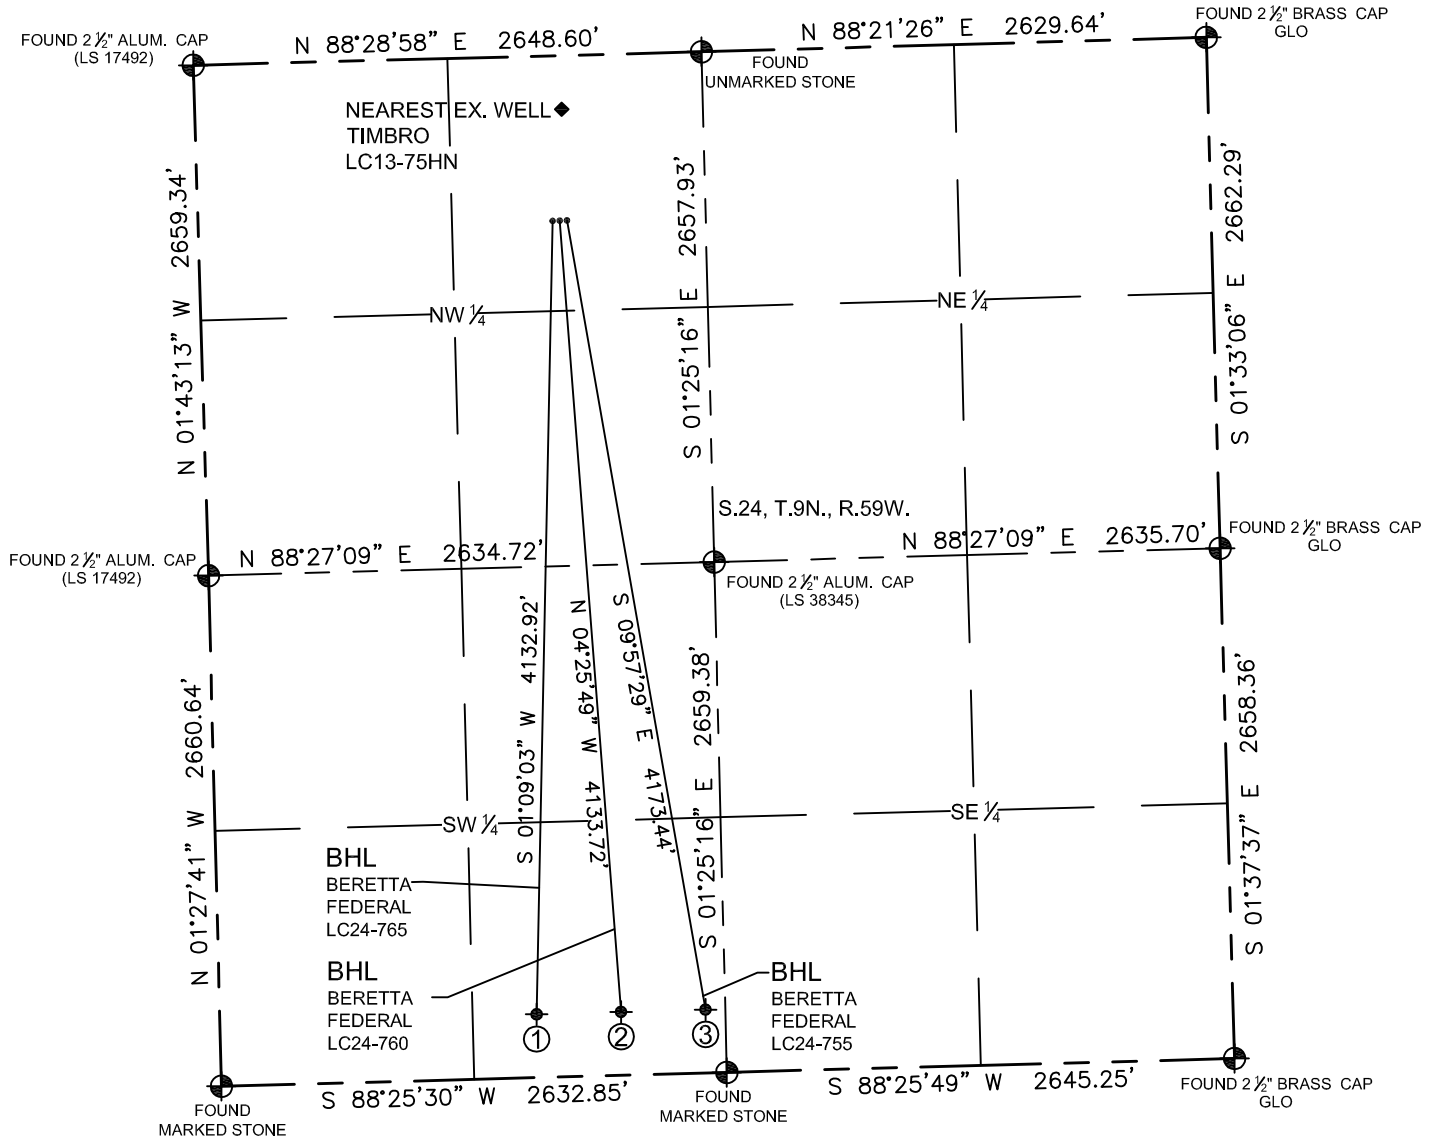 FOUND 2 ½" ALUM. CAP
(LS 17492)
N 88°28'58" E 2648.60'
FOUND
UNMARKED STONE
N 88°21'26" E 2629.64'
FOUND 2 ½" BRASS CAP
GLO
NEAREST EX. WELL
TIMBRO
LC13-75HN
N 01°43'13" W 2659.34'
S 01°25'16" E 2657.93'
S 01°33'06" E 2662.29'
NW ¼
NE ¼
S.24, T.9N., R.59W.
FOUND 2 ½" ALUM. CAP
(LS 17492)
N 88°27'09" E 2634.72'
FOUND 2 ½" ALUM. CAP
(LS 38345)
N 88°27'09" E 2635.70'
FOUND 2 ½" BRASS CAP
GLO
N 01°27'41" W 2660.64'
S 01°09'03" W 4132.92'
N 04°25'49" W 4133.72'
S 09°57'29" E 4173.44'
S 01°25'16" E 2659.38'
S 01°37'37" E 2658.36'
SW ¼
SE ¼
BHL
BERETTA
FEDERAL
LC24-765
BHL
BERETTA
FEDERAL
LC24-760
BHL
BERETTA
FEDERAL
LC24-755
1
2
3
FOUND
MARKED STONE
S 88°25'30" W 2632.85'
FOUND
MARKED STONE
S 88°25'49" W 2645.25'
FOUND 2 ½" BRASS CAP
GLO